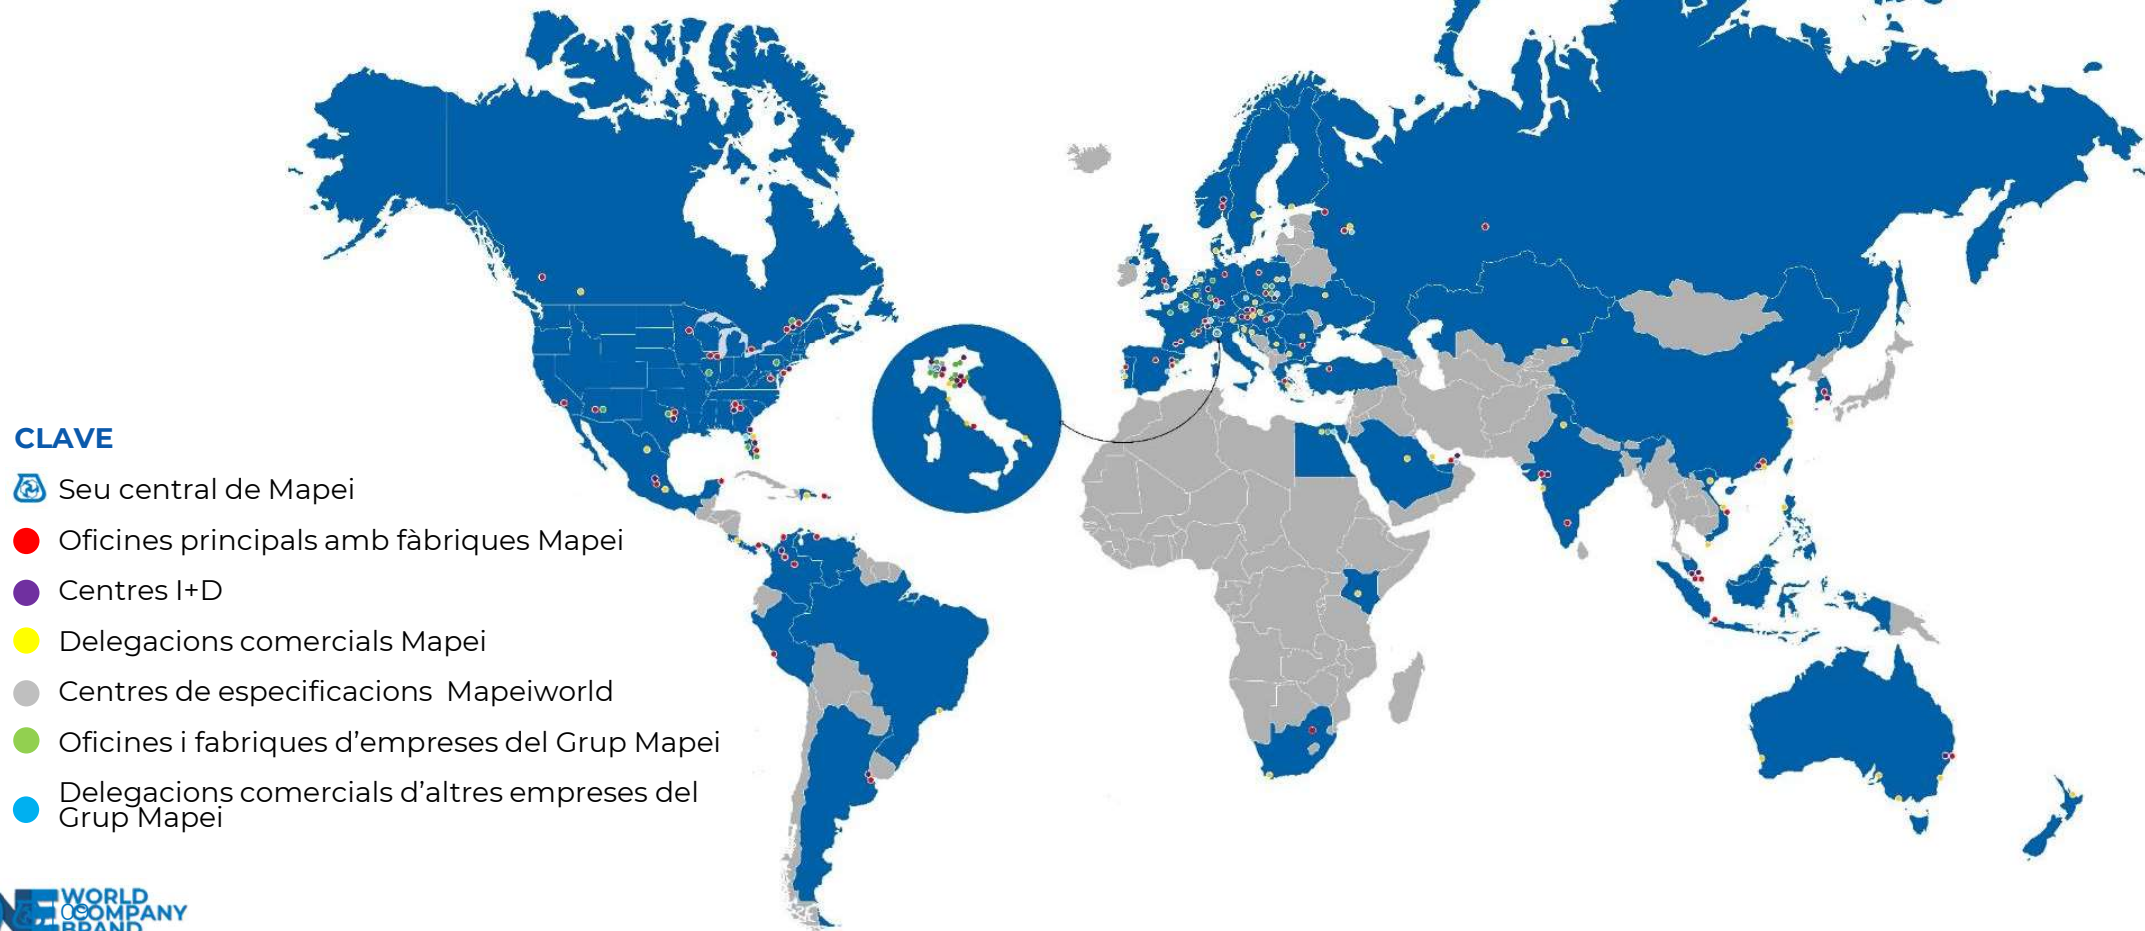 CLAVE
Seu central de Mapei
Oficines principals amb fàbriques Mapei
Centres I+D
Delegacions comercials Mapei
Centres de especificacions Mapeiworld
Oficines i fabriques d'empreses del Grup Mapei
Delegacions comercials d'altres empreses del
Grup Mapei
WORLD
COMPANY
BRAND